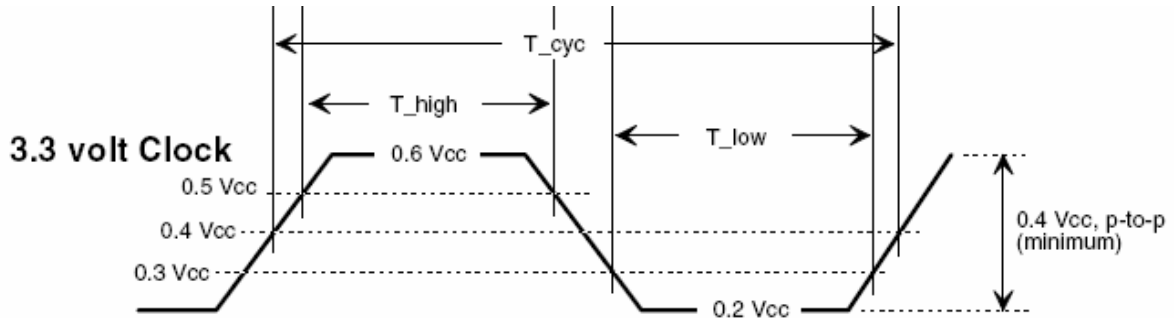 T_cyc
T_high
T_low
3.3 volt Clock
0.6 Vcc
0.5 Vcc
0.4 Vcc
0.4 Vcc, p-to-p
(minimum)
0.3 Vcc
0.2 Vcc